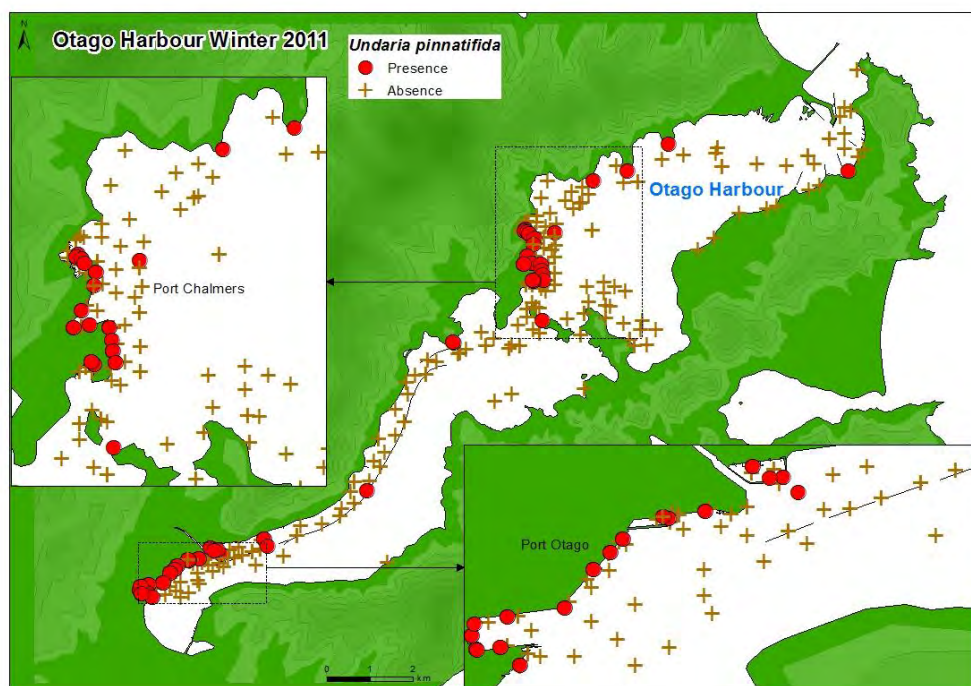 N
Otago Harbour Winter 2011
Undaria pinnatifida
Presence
Absence
Otago Harbour
Port Chalmers
Port Otago
0 1 2
km